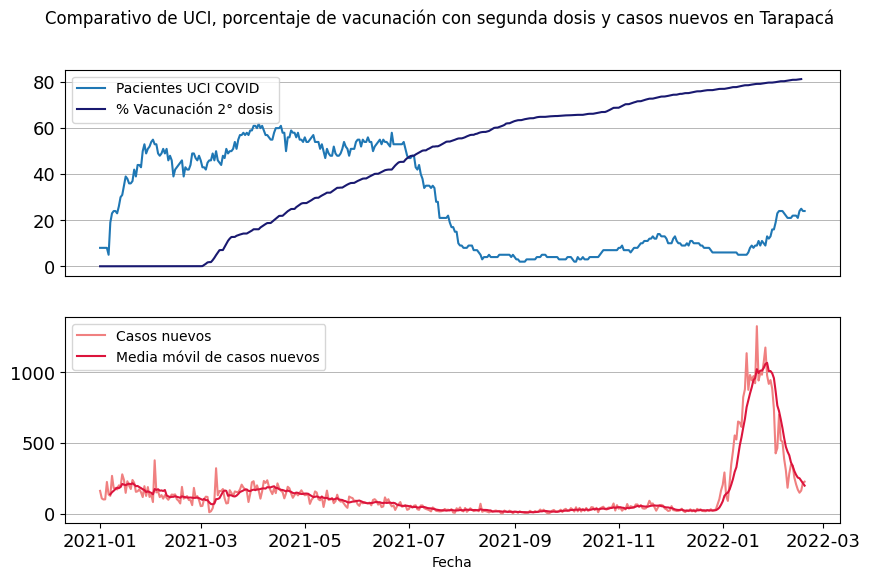 Comparativo de UCI, porcentaje de vacunación con segunda dosis y casos nuevos en Tarapacá
80
60
40
20
0
Pacientes UCI COVID
% Vacunación 2° dosis
1000
500
0
Casos nuevos
Media móvil de casos nuevos
2021-01 2021-03 2021-05 2021-07 2021-09 2021-11 2022-01 2022-03
Fecha